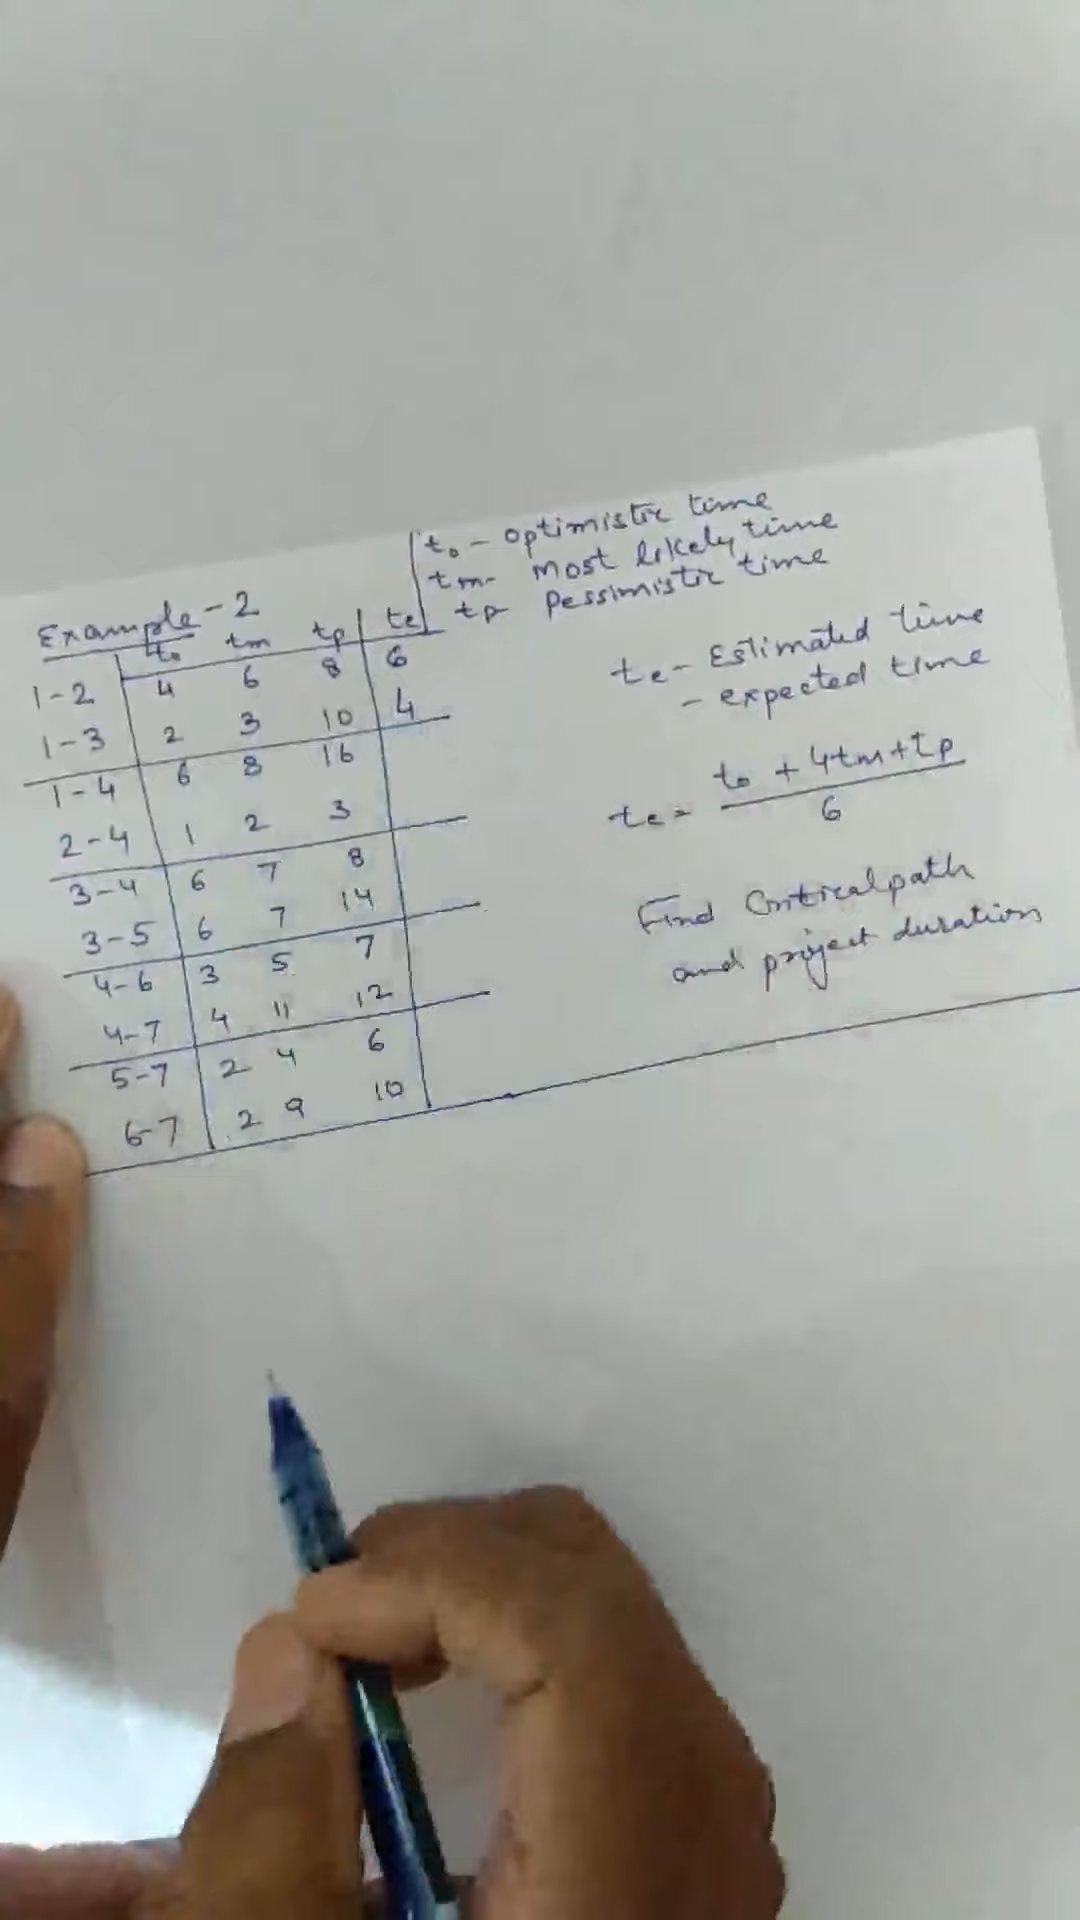 Example-2
to tm tp te
1-2 4 6 8 6
1-3 2 3 10 4
1-4 6 8 16
2-4 1 2 3
3-4 6 7 8
3-5 6 7 14
4-6 3 5 7
4-7 4 11 12
5-7 2 4 6
6-7 2 9 10
to - optimistic time
tm- most likely time
tp- Pessimistic time
te- Estimated time
- expected time
te= to + 4tm + tp
6
Find Critical path
and project duration